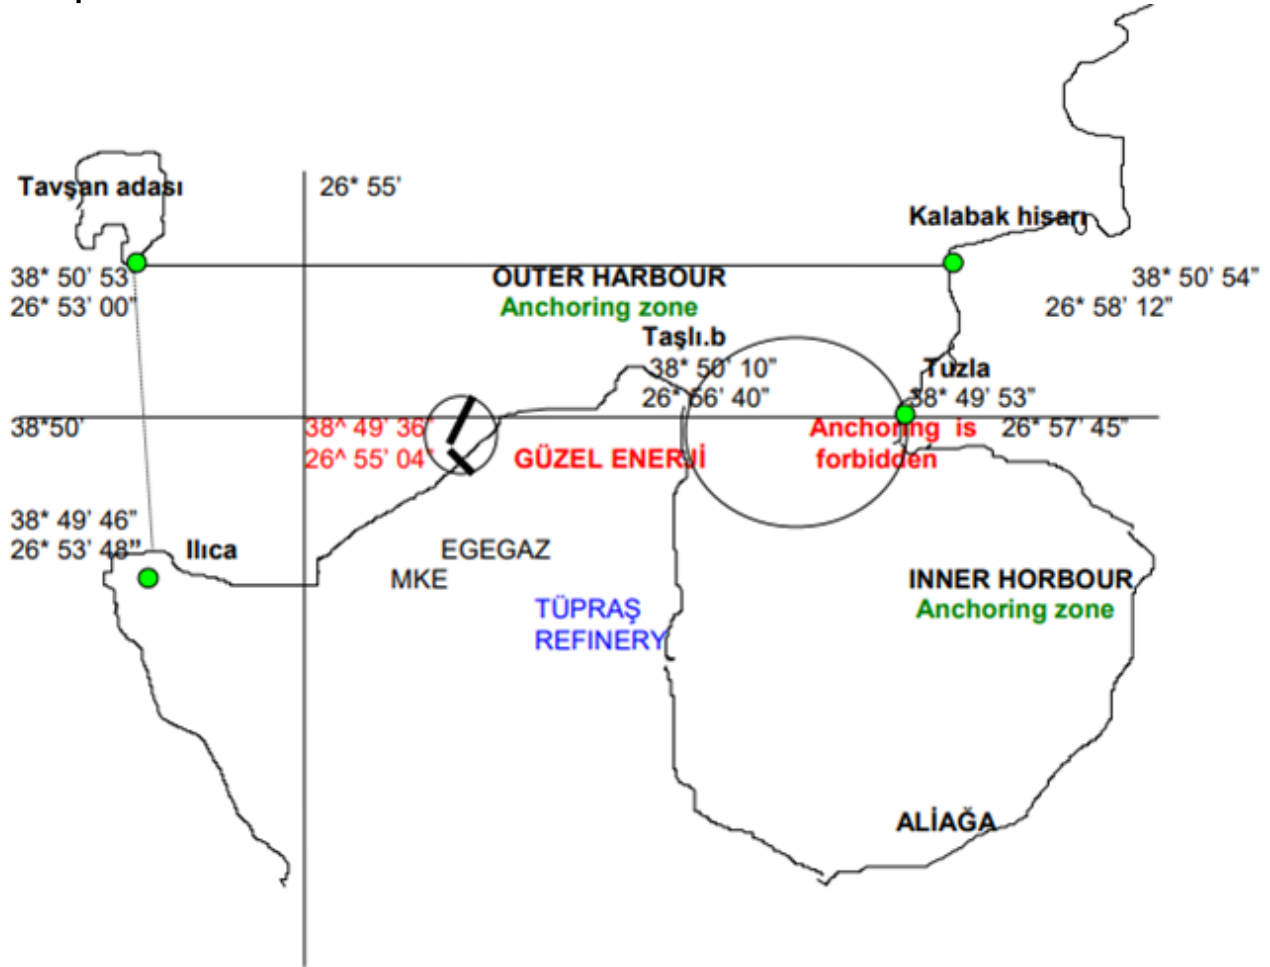 Tavşan adası
26* 55’
Kalabak hisarı
38* 50’ 53
26* 53’ 00”
OUTER HARBOUR
Anchoring zone
38* 50’ 54”
26* 58’ 12”
Taşlı.b
38* 50’ 10”
26* 56’ 40”
Tuzla
38* 49’ 53”
26* 57’ 45”
38*50’
38^ 49’ 36”
26^ 55’ 04”
GÜZEL ENERJİ
Anchoring is
forbidden
38* 49’ 46”
26* 53’ 48”
Ilıca
EGEGAZ
MKE
TÜPRAŞ
REFINERY
INNER HORBOUR
Anchoring zone
ALİAĞA